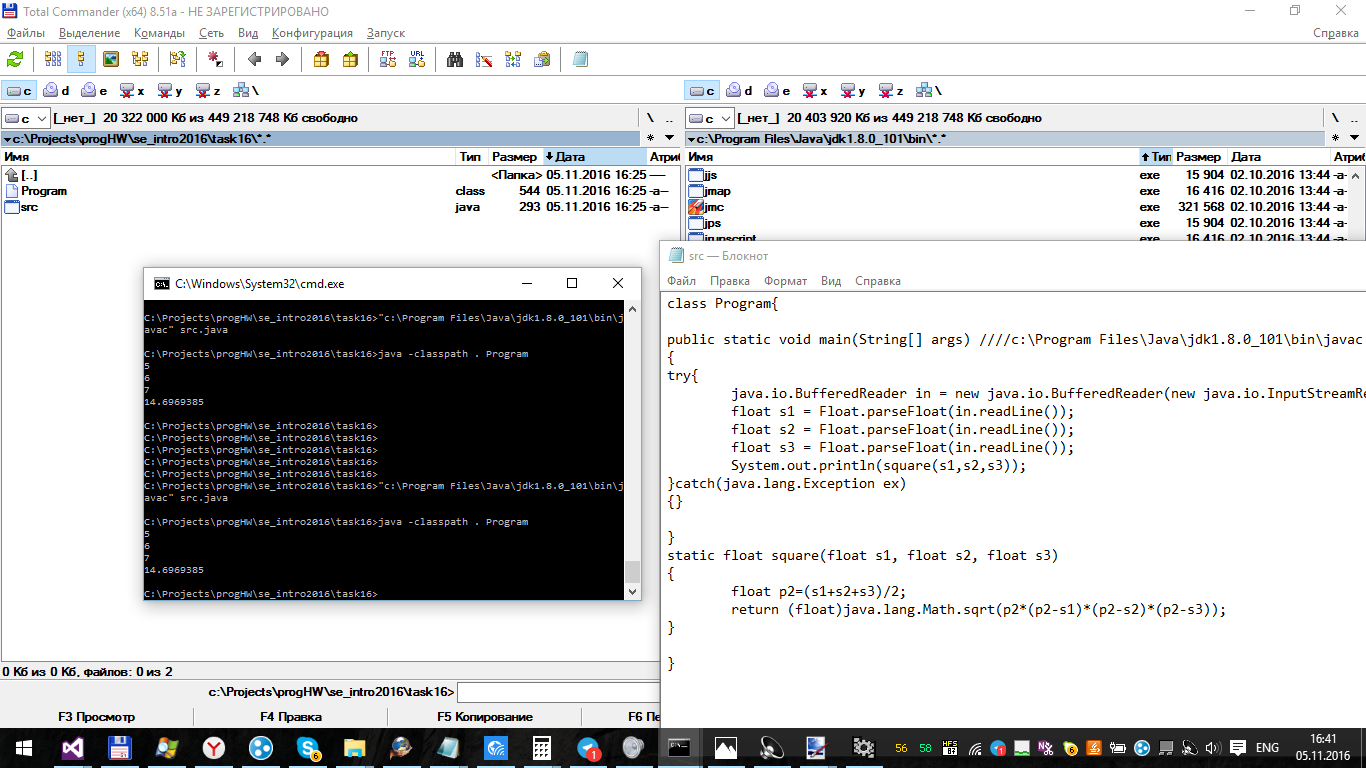 Total Commander (x64) 8.51a - НЕ ЗАРЕГИСТРИРОВАНО
Файлы Выделение Команды Сеть Вид Конфигурация Запуск Справка
FTP URL
c d e x y z \ c d e x y z \
c [_нет_] 20 322 000 Кб из 449 218 748 Кб свободно \ .. c [_нет_] 20 403 920 Кб из 449 218 748 Кб свободно \ ..
c:\Projects\progHW\se_intro2016\task16\*.* * c:\Program Files\Java\jdk1.8.0_101\bin\*.* *
Имя Тип Размер Дата Атриб Имя Тип Размер Дата Атриб
[..] <Папка> 05.11.2016 16:25 ----
Program class 544 05.11.2016 16:25 -a--
src java 293 05.11.2016 16:25 -a--
jjs exe 15 904 02.10.2016 13:44 -a-
jmap exe 16 416 02.10.2016 13:44 -a-
jmc exe 321 568 02.10.2016 13:44 -a-
jps exe 15 904 02.10.2016 13:44 -a-
jrunscript exe 16 416 02.10.2016 13:44 -a-
C:\Windows\System32\cmd.exe
C:\Projects\progHW\se_intro2016\task16>"c:\Program Files\Java\jdk1.8.0_101\bin\j
avac" src.java
C:\Projects\progHW\se_intro2016\task16>java -classpath . Program
5
6
7
14.6969385
C:\Projects\progHW\se_intro2016\task16>
C:\Projects\progHW\se_intro2016\task16>
C:\Projects\progHW\se_intro2016\task16>
C:\Projects\progHW\se_intro2016\task16>
C:\Projects\progHW\se_intro2016\task16>
C:\Projects\progHW\se_intro2016\task16>"c:\Program Files\Java\jdk1.8.0_101\bin\j
avac" src.java
C:\Projects\progHW\se_intro2016\task16>java -classpath . Program
5
6
7
14.6969385
C:\Projects\progHW\se_intro2016\task16>
src — Блокнот
Файл Правка Формат Вид Справка
class Program{
public static void main(String[] args) ////c:\Program Files\Java\jdk1.8.0_101\bin\javac
{
try{
java.io.BufferedReader in = new java.io.BufferedReader(new java.io.InputStreamRe
float s1 = Float.parseFloat(in.readLine());
float s2 = Float.parseFloat(in.readLine());
float s3 = Float.parseFloat(in.readLine());
System.out.println(square(s1,s2,s3));
}catch(java.lang.Exception ex)
{}
}
static float square(float s1, float s2, float s3)
{
float p2=(s1+s2+s3)/2;
return (float)java.lang.Math.sqrt(p2*(p2-s1)*(p2-s2)*(p2-s3));
}
}
0 Кб из 0 Кб, файлов: 0 из 2
c:\Projects\progHW\se_intro2016\task16>
F3 Просмотр F4 Правка F5 Копирование F6 Пе
6 1 56 58 HFS 82 1 6 ENG 16:41
05.11.2016